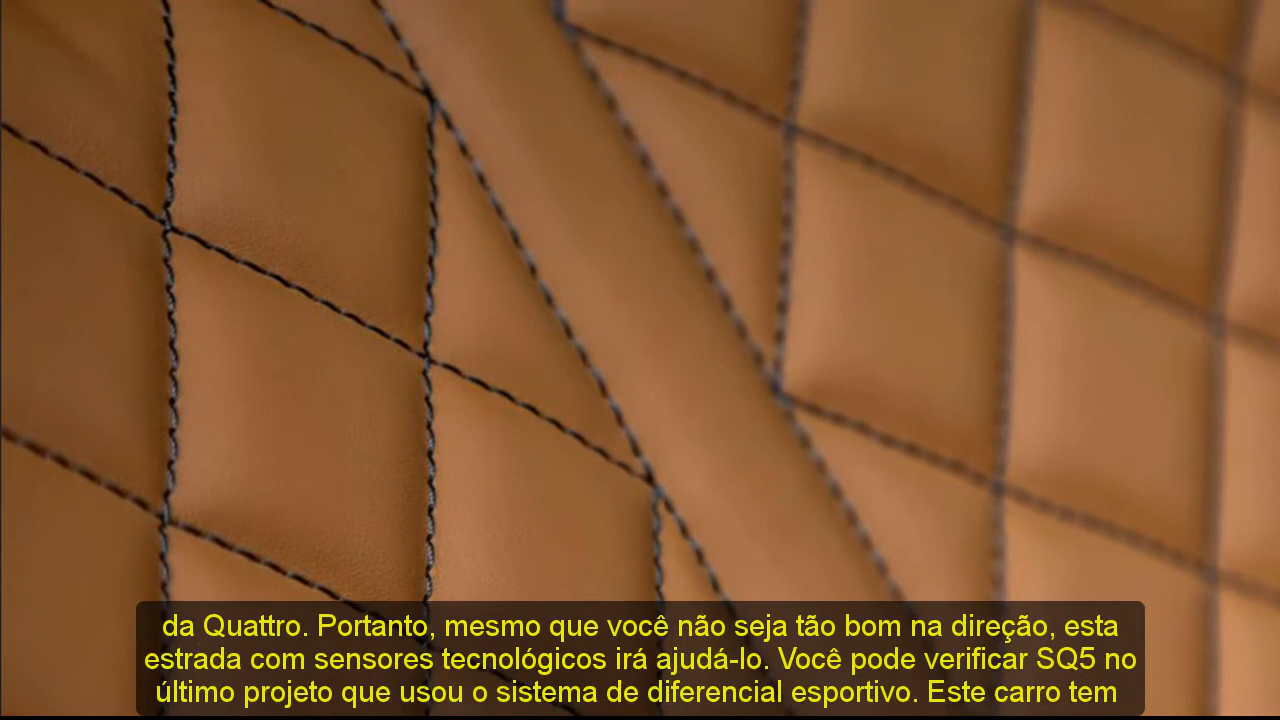 da Quattro. Portanto, mesmo que você não seja tão bom na direção, esta
estrada com sensores tecnológicos irá ajudá-lo. Você pode verificar SQ5 no
último projeto que usou o sistema de diferencial esportivo. Este carro tem